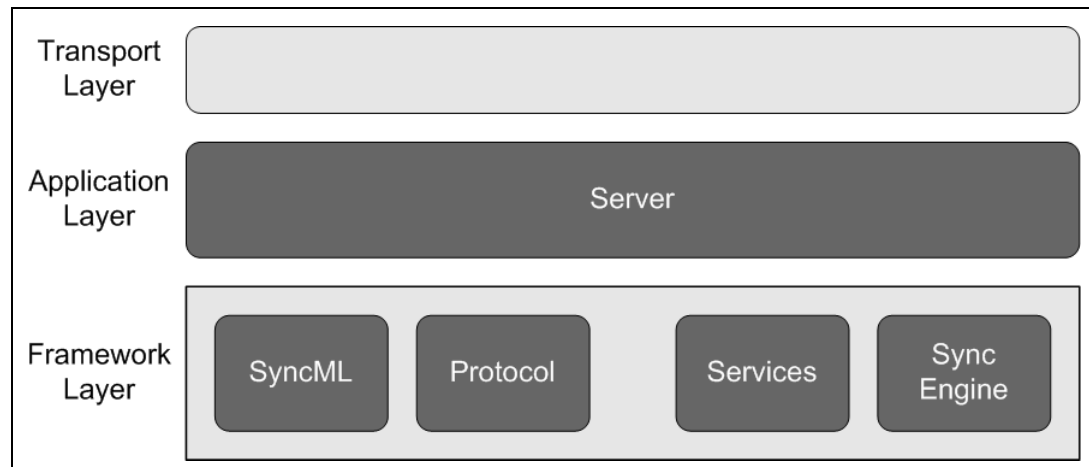 Transport
Layer
Application
Layer
Server
Framework
Layer
SyncML
Protocol
Services
Sync
Engine